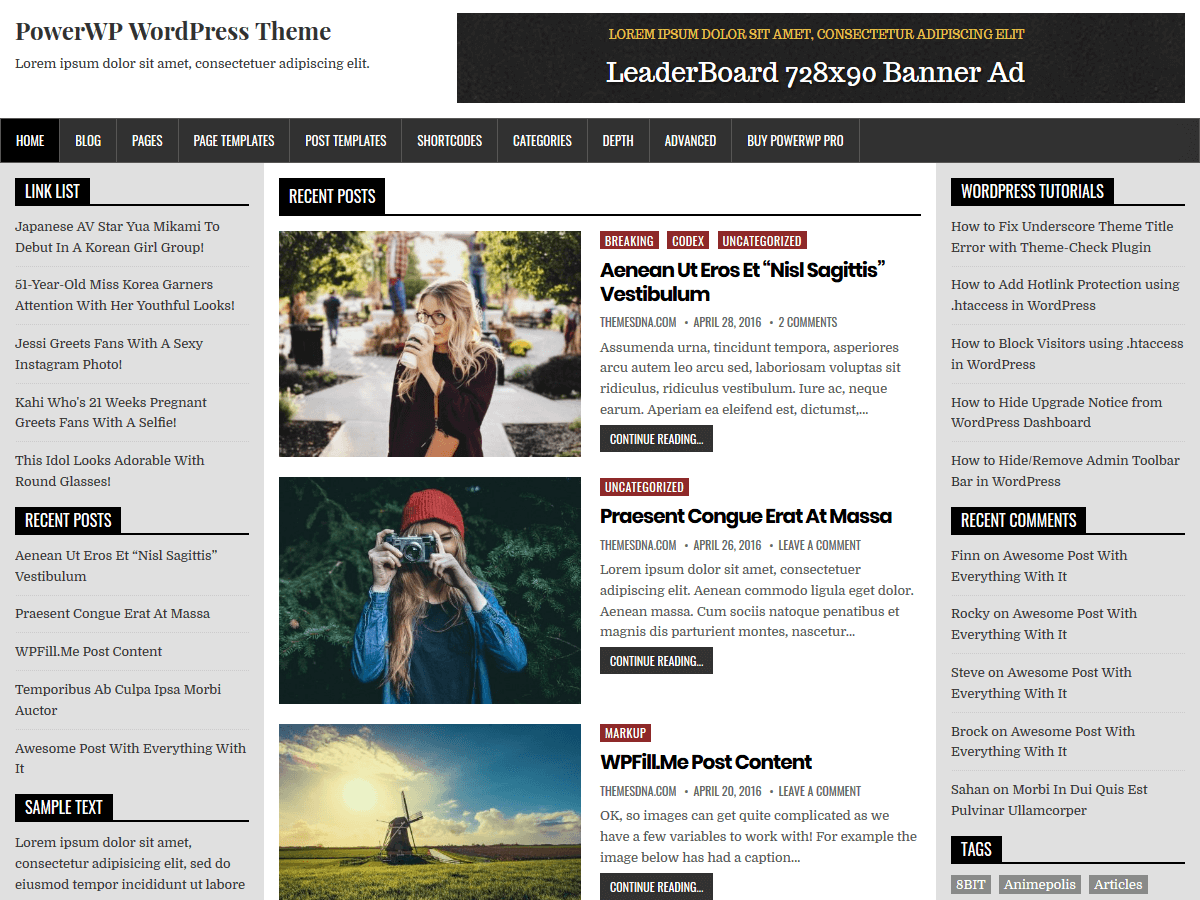 PowerWP WordPress Theme
Lorem ipsum dolor sit amet, consectetuer adipiscing elit.
LOREM IPSUM DOLOR SIT AMET, CONSECTETUR ADIPISCING ELIT
LeaderBoard 728x90 Banner Ad
HOME BLOG PAGES PAGE TEMPLATES POST TEMPLATES SHORTCODES CATEGORIES DEPTH ADVANCED BUY POWERWP PRO
LINK LIST
Japanese AV Star Yua Mikami To
Debut In A Korean Girl Group!
51-Year-Old Miss Korea Garners
Attention With Her Youthful Looks!
Jessi Greets Fans With A Sexy
Instagram Photo!
Kahi Who's 21 Weeks Pregnant
Greets Fans With A Selfie!
This Idol Looks Adorable With
Round Glasses!
RECENT POSTS
Aenean Ut Eros Et “Nisl Sagittis”
Vestibulum
Praesent Congue Erat At Massa
WPFill.Me Post Content
Temporibus Ab Culpa Ipsa Morbi
Auctor
Awesome Post With Everything With
It
SAMPLE TEXT
Lorem ipsum dolor sit amet,
consectetur adipisicing elit, sed do
eiusmod tempor incididunt ut labore
RECENT POSTS
BREAKING CODEX UNCATEGORIZED
Aenean Ut Eros Et “Nisl Sagittis”
Vestibulum
THEMESDNA.COM • APRIL 28, 2016 • 2 COMMENTS
Assumenda urna, tincidunt tempora, asperiores
arcu autem leo arcu sed, laboriosam voluptas sit
ridiculus, ridiculus vestibulum. Iure ac, neque
earum. Aperiam ea eleifend est, dictumst,...
CONTINUE READING...
UNCATEGORIZED
Praesent Congue Erat At Massa
THEMESDNA.COM • APRIL 26, 2016 • LEAVE A COMMENT
Lorem ipsum dolor sit amet, consectetuer
adipiscing elit. Aenean commodo ligula eget dolor.
Aenean massa. Cum sociis natoque penatibus et
magnis dis parturient montes, nascetur...
CONTINUE READING...
MARKUP
WPFill.Me Post Content
THEMESDNA.COM • APRIL 20, 2016 • LEAVE A COMMENT
OK, so images can get quite complicated as we
have a few variables to work with! For example the
image below has had a caption...
CONTINUE READING...
WORDPRESS TUTORIALS
How to Fix Underscore Theme Title
Error with Theme-Check Plugin
How to Add Hotlink Protection using
.htaccess in WordPress
How to Block Visitors using .htaccess
in WordPress
How to Hide Upgrade Notice from
WordPress Dashboard
How to Hide/Remove Admin Toolbar
Bar in WordPress
RECENT COMMENTS
Finn on Awesome Post With
Everything With It
Rocky on Awesome Post With
Everything With It
Steve on Awesome Post With
Everything With It
Brock on Awesome Post With
Everything With It
Sahan on Morbi In Dui Quis Est
Pulvinar Ullamcorper
TAGS
8BIT Animepolis Articles